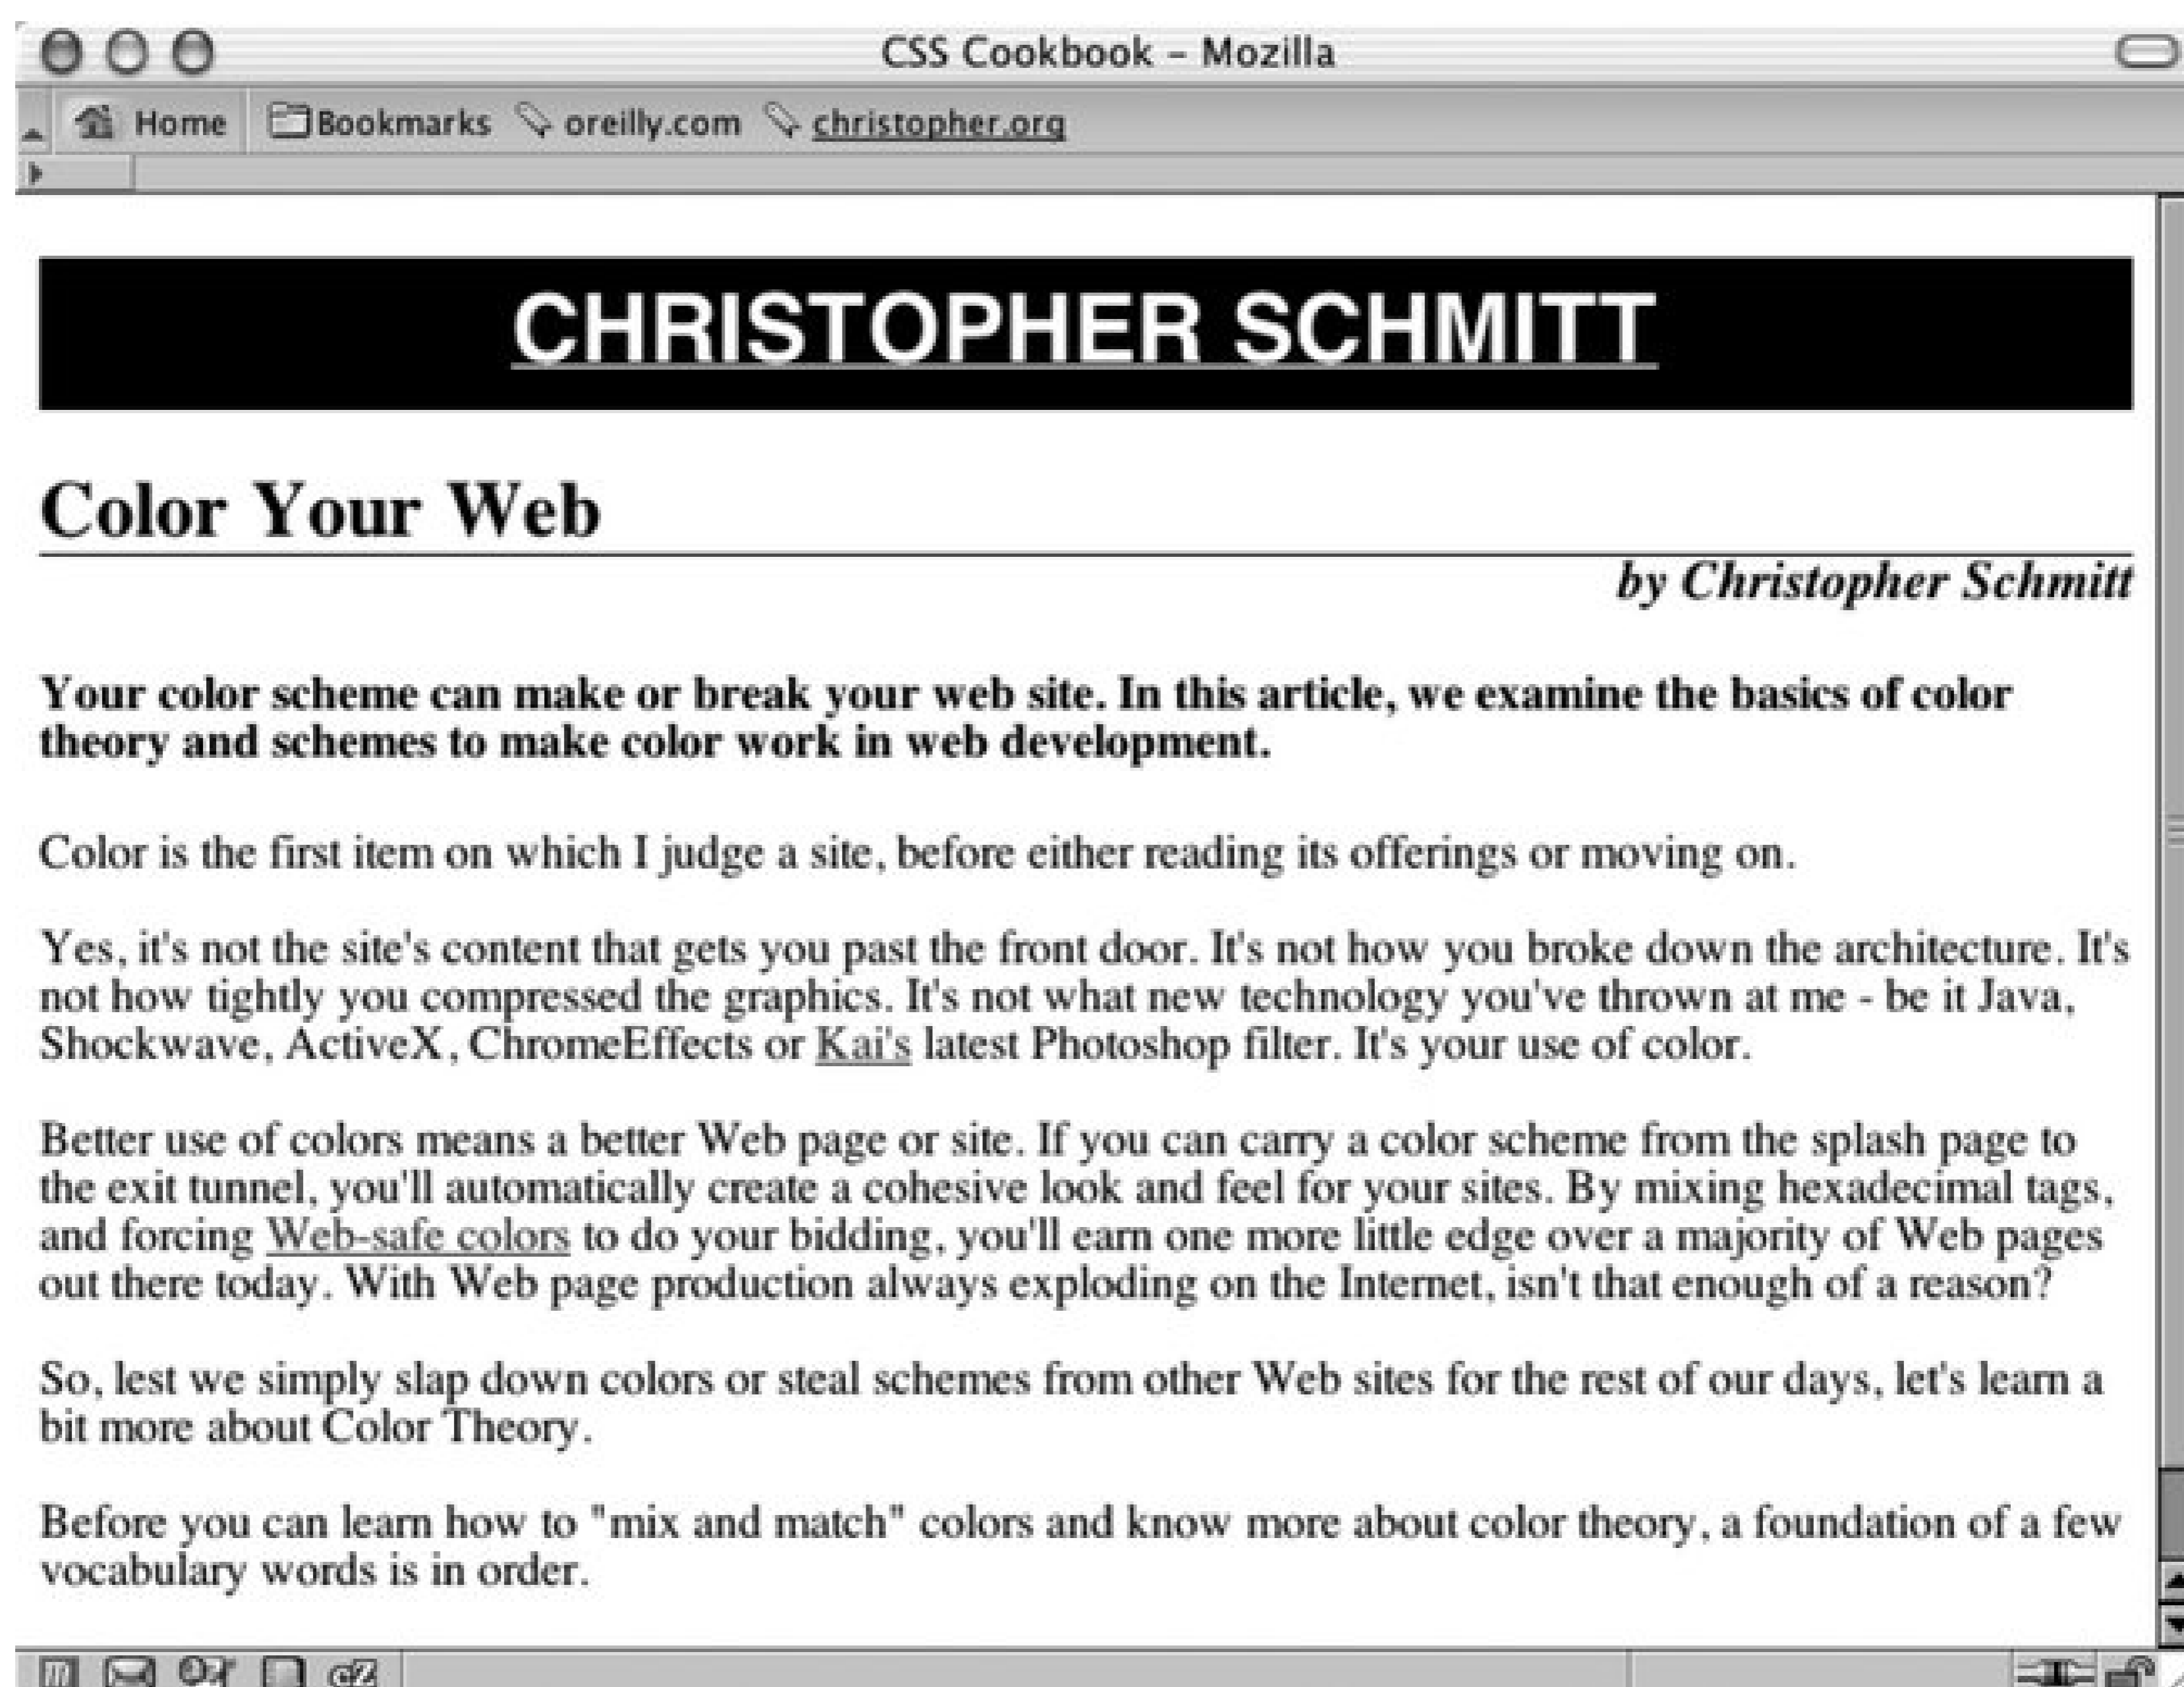 CSS Cookbook – Mozilla
Home Bookmarks oreilly.com christopher.org
CHRISTOPHER SCHMITT
Color Your Web
by Christopher Schmitt
Your color scheme can make or break your web site. In this article, we examine the basics of color
theory and schemes to make color work in web development.
Color is the first item on which I judge a site, before either reading its offerings or moving on.
Yes, it's not the site's content that gets you past the front door. It's not how you broke down the architecture. It's
not how tightly you compressed the graphics. It's not what new technology you've thrown at me - be it Java,
Shockwave, ActiveX, ChromeEffects or Kai's latest Photoshop filter. It's your use of color.
Better use of colors means a better Web page or site. If you can carry a color scheme from the splash page to
the exit tunnel, you'll automatically create a cohesive look and feel for your sites. By mixing hexadecimal tags,
and forcing Web-safe colors to do your bidding, you'll earn one more little edge over a majority of Web pages
out there today. With Web page production always exploding on the Internet, isn't that enough of a reason?
So, lest we simply slap down colors or steal schemes from other Web sites for the rest of our days, let's learn a
bit more about Color Theory.
Before you can learn how to "mix and match" colors and know more about color theory, a foundation of a few
vocabulary words is in order.